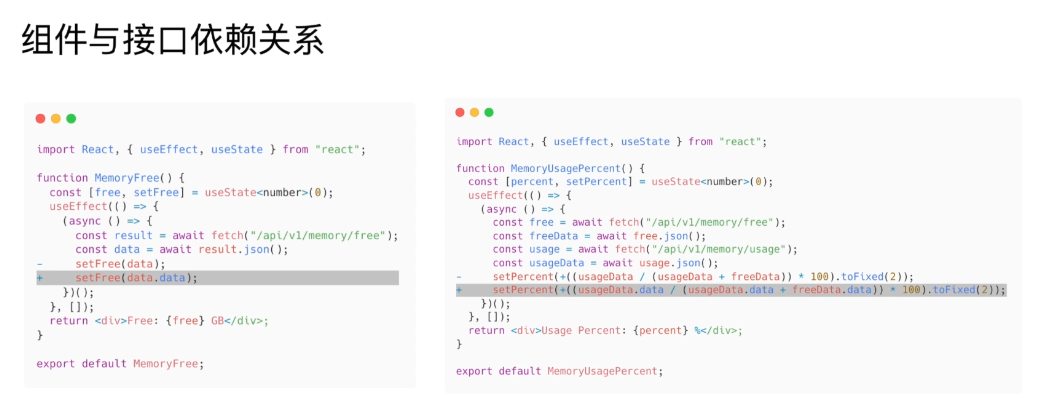 组件与接口依赖关系
import React, { useEffect, useState } from "react";
function MemoryFree() {
const [free, setFree] = useState<number>(0);
useEffect(() => {
(async () => {
const result = await fetch("/api/v1/memory/free");
const data = await result.json();
- setFree(data);
+ setFree(data.data);
})();
}, []);
return <div>Free: {free} GB</div>;
}
export default MemoryFree;
import React, { useEffect, useState } from "react";
function MemoryUsagePercent() {
const [percent, setPercent] = useState<number>(0);
useEffect(() => {
(async () => {
const free = await fetch("/api/v1/memory/free");
const freeData = await free.json();
const usage = await fetch("/api/v1/memory/usage");
const usageData = await usage.json();
- setPercent(+((usageData / (usageData + freeData)) * 100).toFixed(2));
+ setPercent(+((usageData.data / (usageData.data + freeData.data)) * 100).toFixed(2));
})();
}, []);
return <div>Usage Percent: {percent} %</div>;
}
export default MemoryUsagePercent;